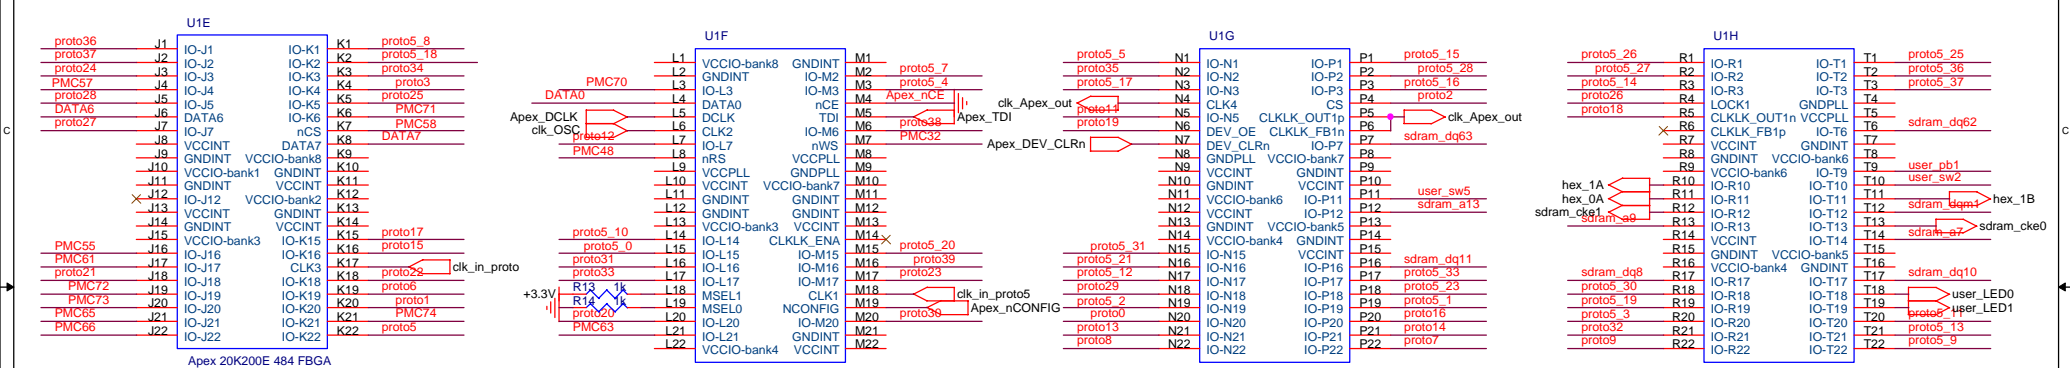 U1E
proto36 J1 IO-J1 IO-K1 K1 proto5_8
proto37 J2 IO-J2 IO-K2 K2 proto5_18
proto24 J3 IO-J3 IO-K3 K3 proto34
PMC57 J4 IO-J4 IO-K4 K4 proto3
proto28 J5 IO-J5 IO-K5 K5 proto25
DATA6 J6 DATA6 IO-K6 K6 PMC71
proto27 J7 IO-J7 nCS K7 PMC58
J8 VCCINT DATA7 K8 DATA7
J9 GNDINT VCCIO-bank8 K9
J10 VCCIO-bank1 GNDINT K10
J11 GNDINT VCCINT K11
J12 IO-J12 VCCIO-bank2 K12
J13 VCCINT GNDINT K13
J14 GNDINT VCCINT K14
J15 VCCIO-bank3 IO-K15 K15 proto17
PMC55 J16 IO-J16 IO-K16 K16 proto15
PMC61 J17 IO-J17 CLK3 K17 clk_in_proto
proto21 J18 IO-J18 IO-K18 K18 proto22
PMC72 J19 IO-J19 IO-K19 K19 proto6
PMC73 J20 IO-J20 IO-K20 K20 proto1
PMC65 J21 IO-J21 IO-K21 K21 PMC74
PMC66 J22 IO-J22 IO-K22 K22 proto5
Apex 20K200E 484 FBGA
U1F
L1 VCCIO-bank8 GNDINT M1
L2 GNDINT IO-M2 M2 proto5_7
PMC70 L3 IO-L3 IO-M3 M3 proto5_4
DATA0 L4 DATA0 nCE M4 Apex_nCE
Apex_DCLK L5 DCLK TDI M5 Apex_TDI
clk_OSC L6 CLK2 IO-M6 M6 proto38
proto12 L7 IO-L7 nWS M7 PMC32
PMC48 L8 nRS VCCPLL M8
L9 VCCPLL GNDINT M9
L10 VCCINT VCCIO-bank7 M10
L11 GNDINT GNDINT M11
L12 GNDINT GNDINT M12
L13 VCCIO-bank3 VCCINT M13
proto5_10 L14 IO-L14 CLKLK_ENA M14
proto5_0 L15 IO-L15 IO-M15 M15 proto5_20
proto31 L16 IO-L16 IO-M16 M16 proto39
proto33 L17 IO-L17 IO-M17 M17 proto23
+3.3V R13 1k L18 MSEL1 CLK1 M18 clk_in_proto5
R14 1k L19 MSEL0 NCONFIG M19 Apex_nCONFIG
proto20 L20 IO-L20 IO-M20 M20 proto30
PMC63 L21 IO-L21 GNDINT M21
L22 VCCIO-bank4 VCCINT M22
U1G
proto5_5 N1 IO-N1 IO-P1 P1 proto5_15
proto35 N2 IO-N2 IO-P2 P2 proto5_28
proto5_17 N3 IO-N3 IO-P3 P3 proto5_16
clk_Apex_out N4 CLK4 CS P4 proto2
proto11 N5 IO-N5 CLKLK_OUT1p P5 clk_Apex_out
proto19 N6 DEV_OE CLKLK_FB1n P6
Apex_DEV_CLRn N7 DEV_CLRn IO-P7 P7 sdram_dq63
N8 GNDPLL VCCIO-bank7 P8
N9 VCCINT GNDINT P9
N10 GNDINT VCCINT P10
N11 VCCIO-bank6 IO-P11 P11 user_sw5
N12 VCCINT IO-P12 P12 sdram_a13
N13 GNDINT VCCIO-bank5 P13
N14 VCCIO-bank4 GNDINT P14
proto5_31 N15 IO-N15 VCCINT P15
proto5_21 N16 IO-N16 IO-P16 P16 sdram_dq11
proto5_12 N17 IO-N17 IO-P17 P17 proto5_33
proto29 N18 IO-N18 IO-P18 P18 proto5_23
proto5_2 N19 IO-N19 IO-P19 P19 proto5_1
proto0 N20 IO-N20 IO-P20 P20 proto16
proto13 N21 IO-N21 IO-P21 P21 proto14
proto8 N22 IO-N22 IO-P22 P22 proto7
U1H
proto5_26 R1 IO-R1 IO-T1 T1 proto5_25
proto5_27 R2 IO-R2 IO-T2 T2 proto5_36
proto5_14 R3 IO-R3 IO-T3 T3 proto5_37
proto26 R4 LOCK1 GNDPLL T4
proto18 R5 CLKLK_OUT1n VCCPLL T5
R6 CLKLK_FB1p IO-T6 T6 sdram_dq62
R7 VCCINT GNDINT T7
R8 GNDINT VCCIO-bank6 T8
R9 VCCIO-bank6 IO-T9 T9 user_pb1
hex_1A R10 IO-R10 IO-T10 T10 user_sw2
hex_0A R11 IO-R11 IO-T11 T11 hex_1B
sdram_cke1 R12 IO-R12 IO-T12 T12 sdram_dqm1
sdram_a9 R13 IO-R13 IO-T13 T13 sdram_cke0
R14 VCCINT IO-T14 T14 sdram_a7
R15 GNDINT VCCIO-bank5 T15
R16 VCCIO-bank4 GNDINT T16
sdram_dq8 R17 IO-R17 IO-T17 T17 sdram_dq10
proto5_30 R18 IO-R18 IO-T18 T18 user_LED0
proto5_19 R19 IO-R19 IO-T19 T19 user_LED1
proto5_3 R20 IO-R20 IO-T20 T20 proto5_11
proto32 R21 IO-R21 IO-T21 T21 proto5_13
proto9 R22 IO-R22 IO-T22 T22 proto5_9
C
C